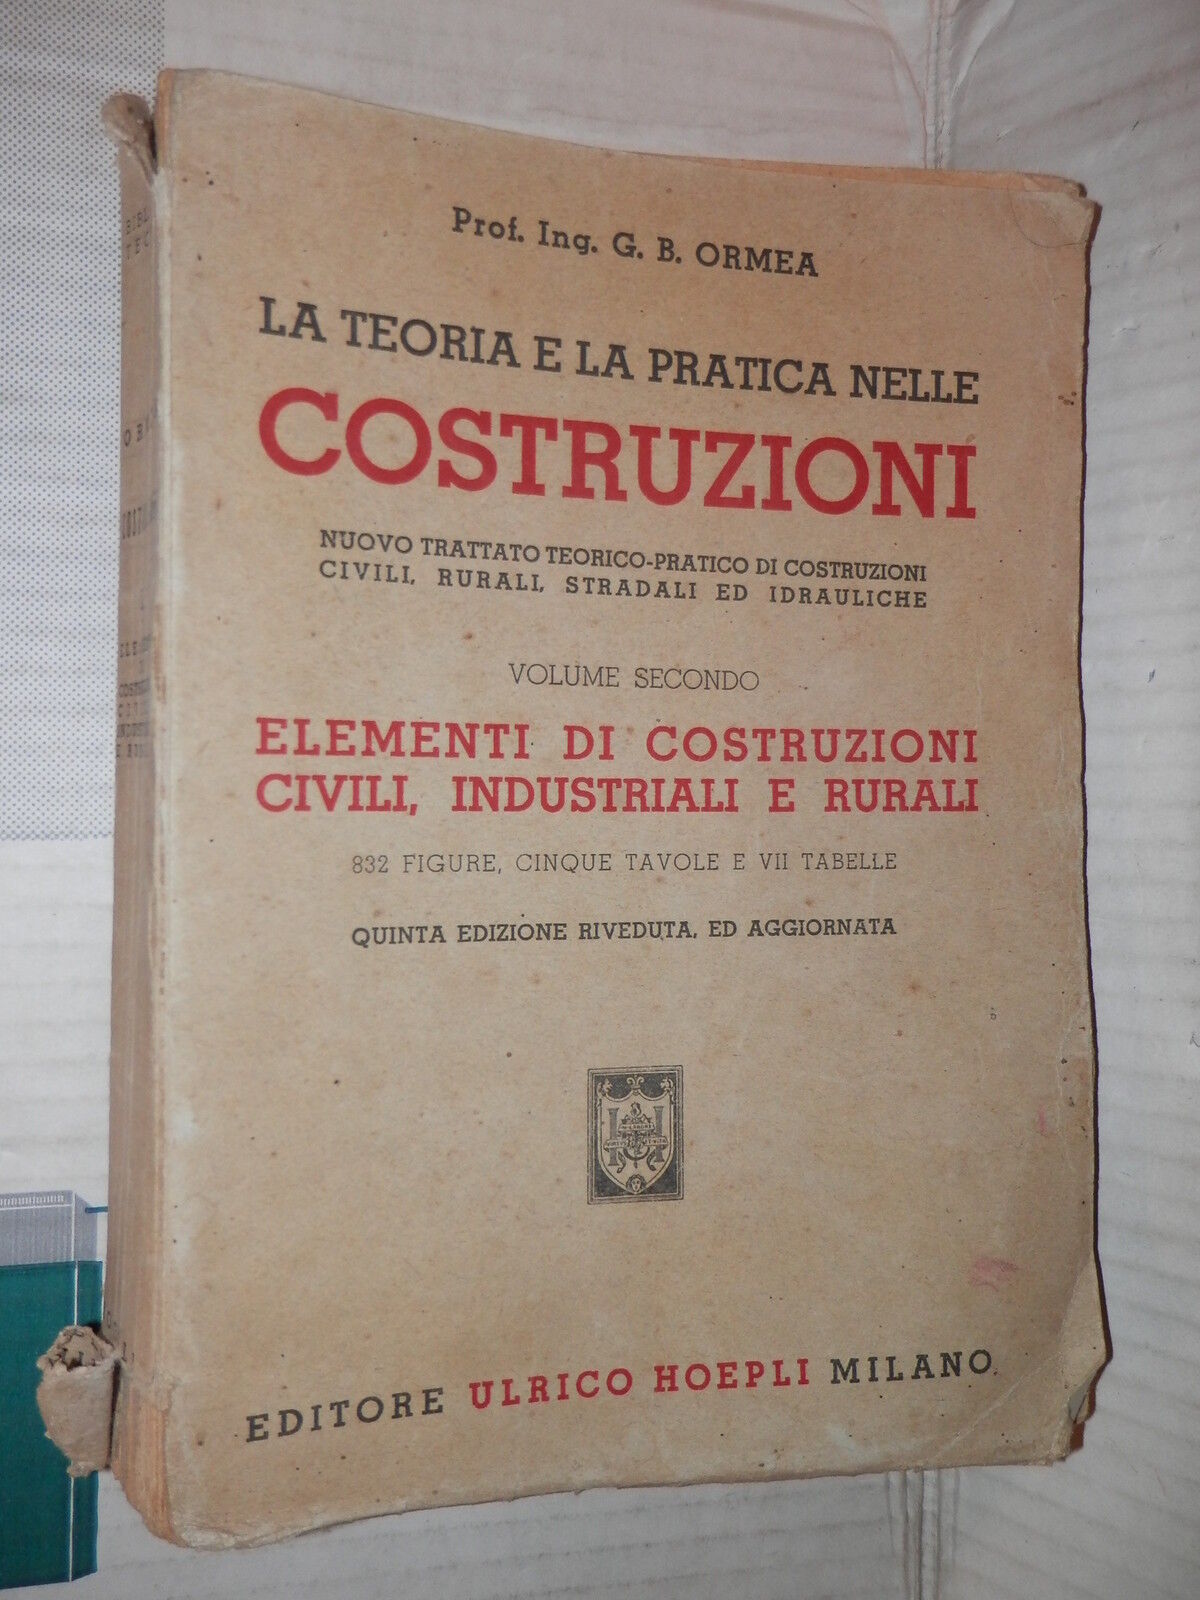 Prof. Ing. G. B. ORMEA
LA TEORIA E LA PRATICA NELLE
COSTRUZIONI
NUOVO TRATTATO TEORICO-PRATICO DI COSTRUZIONI
CIVILI, RURALI, STRADALI ED IDRAULICHE
VOLUME SECONDO
ELEMENTI DI COSTRUZIONI
CIVILI, INDUSTRIALI E RURALI
832 FIGURE, CINQUE TAVOLE E VII TABELLE
QUINTA EDIZIONE RIVEDUTA, ED AGGIORNATA
EDITORE ULRICO HOEPLI MILANO